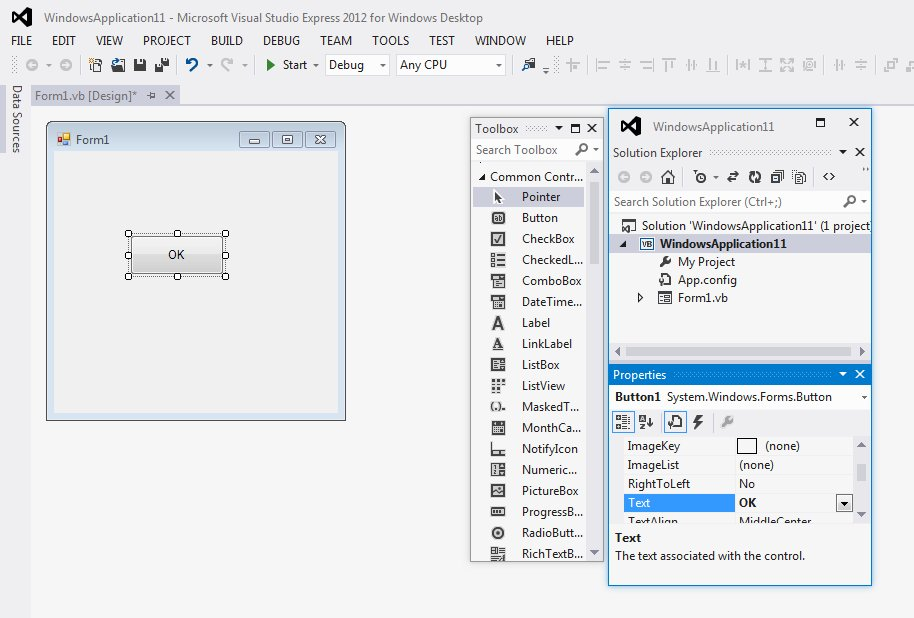 WindowsApplication11 - Microsoft Visual Studio Express 2012 for Windows Desktop
FILE EDIT VIEW PROJECT BUILD DEBUG TEAM TOOLS TEST WINDOW HELP
Start Debug Any CPU
Data Sources
Form1.vb [Design]*
Form1
OK
Toolbox
Search Toolbox
Common Contr...
Pointer
Button
CheckBox
CheckedL...
ComboBox
DateTime...
Label
LinkLabel
ListBox
ListView
MaskedT...
MonthCa...
NotifyIcon
Numeric...
PictureBox
ProgressB...
RadioButt...
RichTextB...
WindowsApplication11
Solution Explorer
Search Solution Explorer (Ctrl+;)
Solution 'WindowsApplication11' (1 project
VB WindowsApplication11
My Project
App.config
Form1.vb
Properties
Button1 System.Windows.Forms.Button
ImageKey (none)
ImageList (none)
RightToLeft No
Text OK
TextAlign MiddleCenter
Text
The text associated with the control.